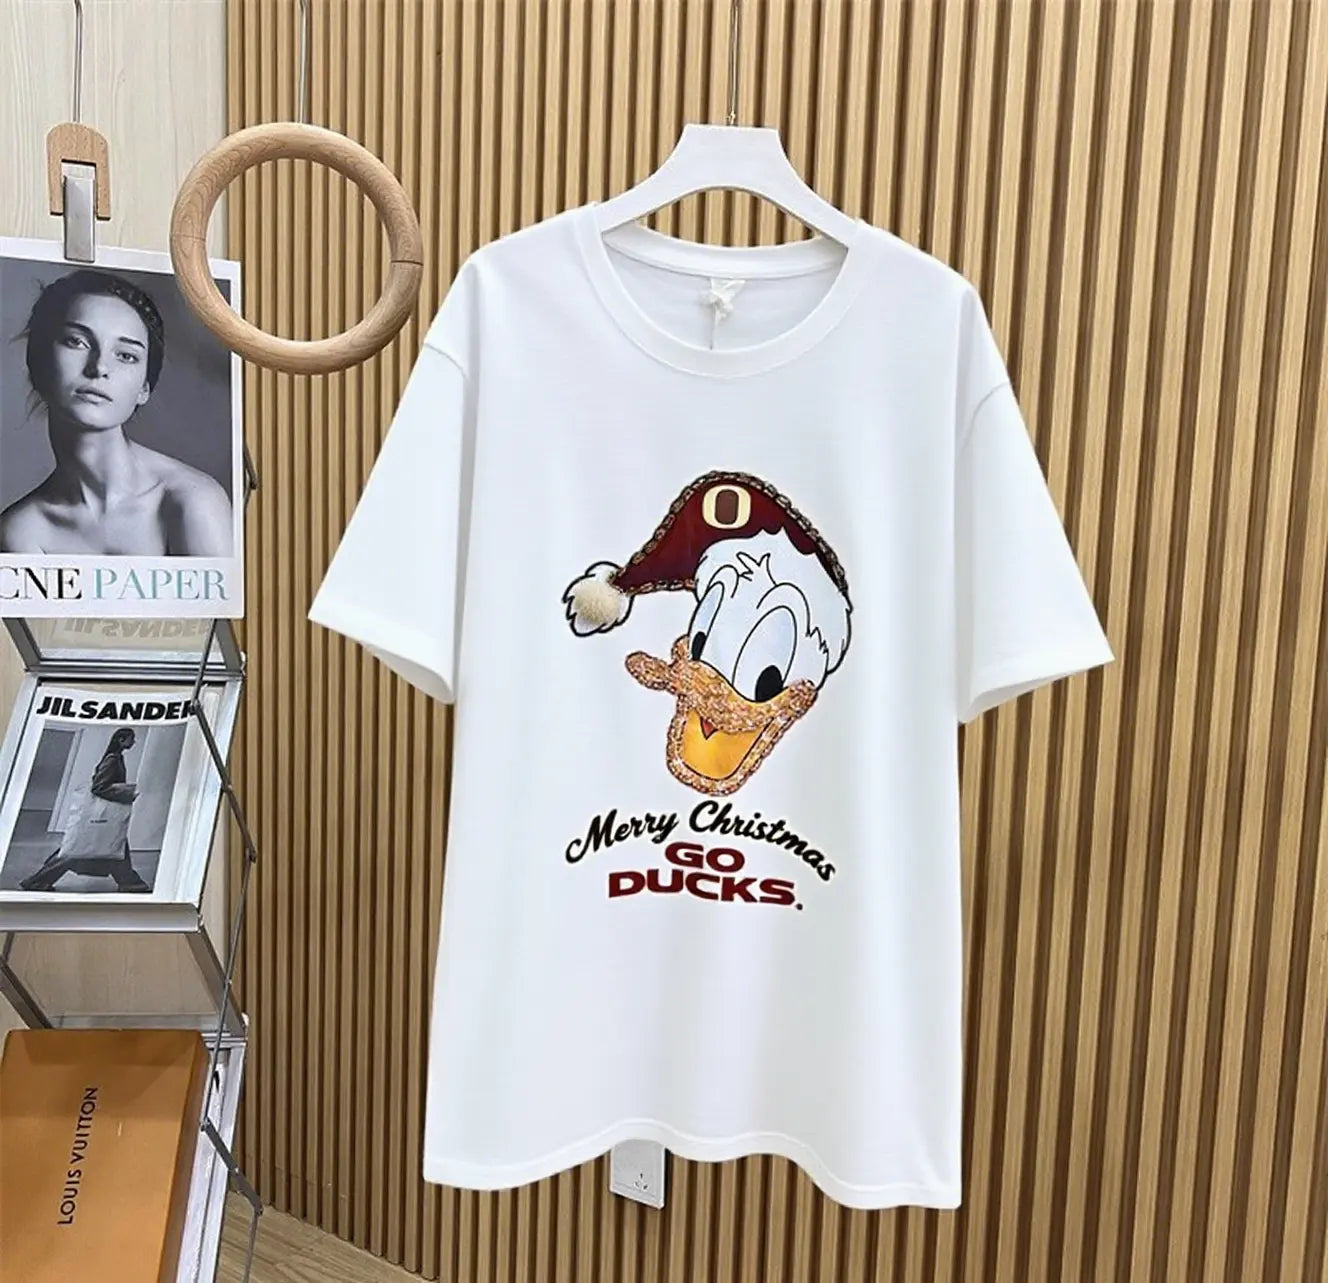 O
Merry Christmas
GO
DUCKS.
CNE PAPER
JIL SANDER
JIL SANDER
LOUIS VUITTON